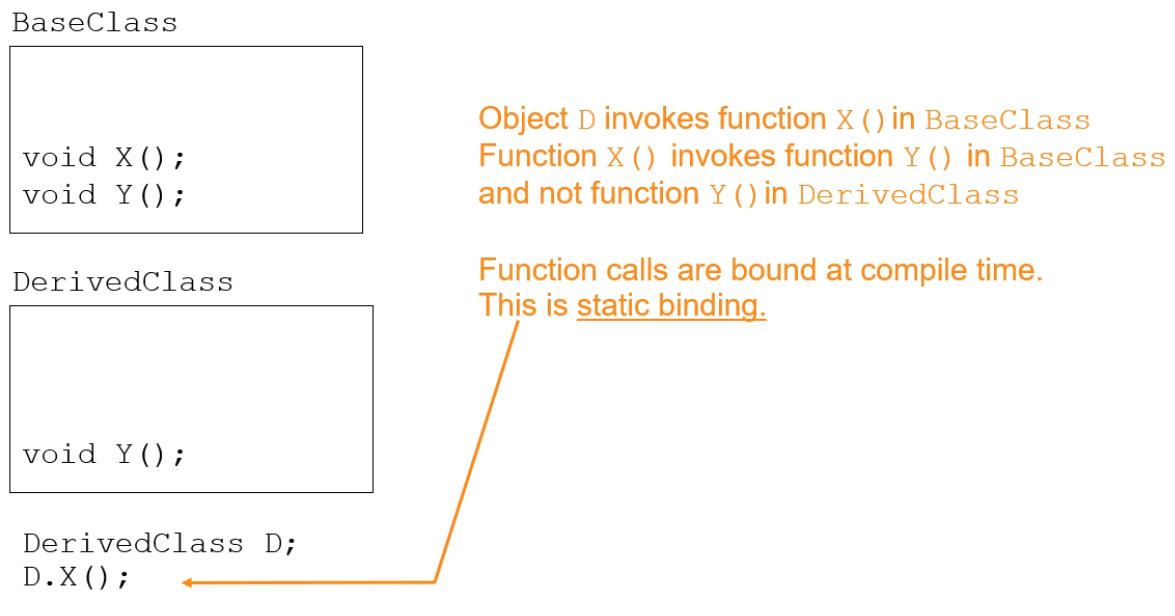 BaseClass
void X();
void Y();
Object D invokes function X()in BaseClass
Function X() invokes function Y() in BaseClass
and not function Y()in DerivedClass
DerivedClass
void Y();
Function calls are bound at compile time.
This is static binding.
DerivedClass D;
D.X();